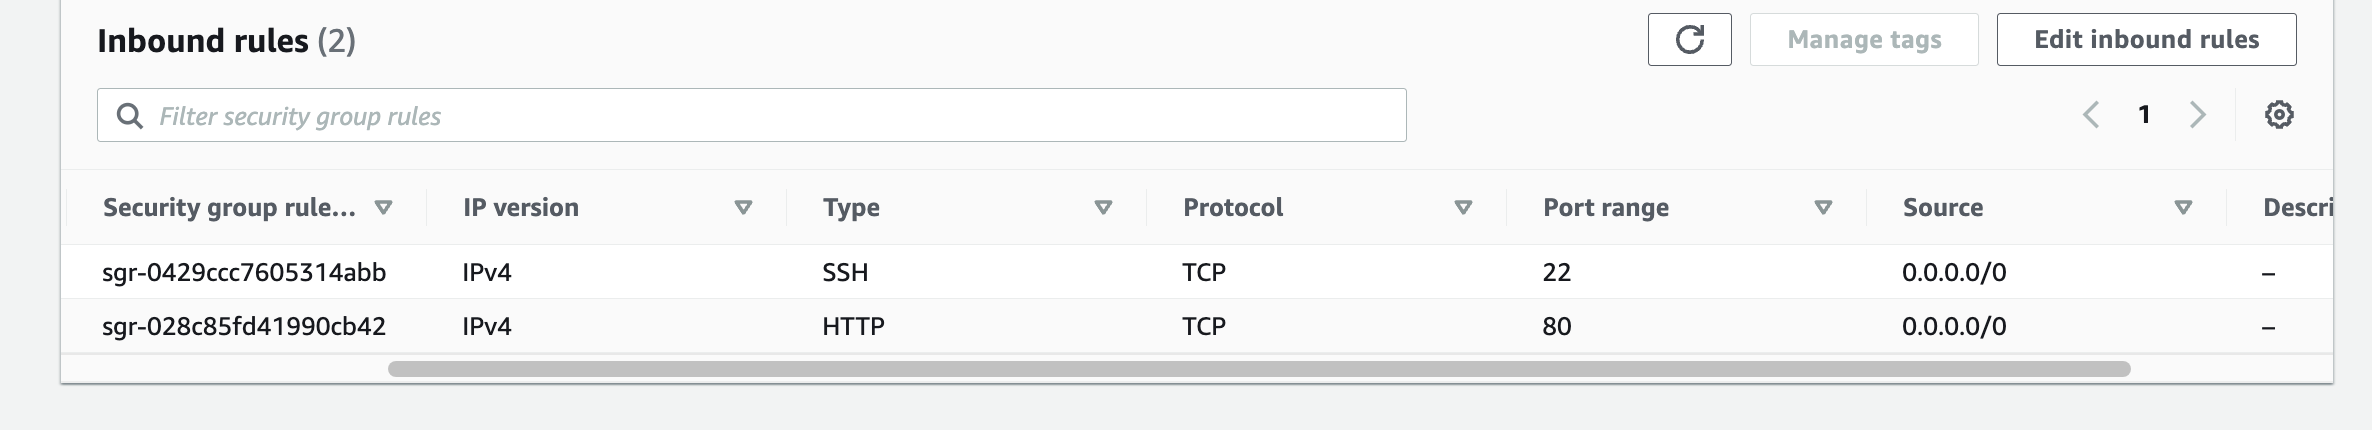 Inbound rules (2)
Manage tags
Edit inbound rules
Filter security group rules
1
Security group rule... IP version Type Protocol Port range Source Descri
sgr-0429ccc7605314abb IPv4 SSH TCP 22 0.0.0.0/0 –
sgr-028c85fd41990cb42 IPv4 HTTP TCP 80 0.0.0.0/0 –